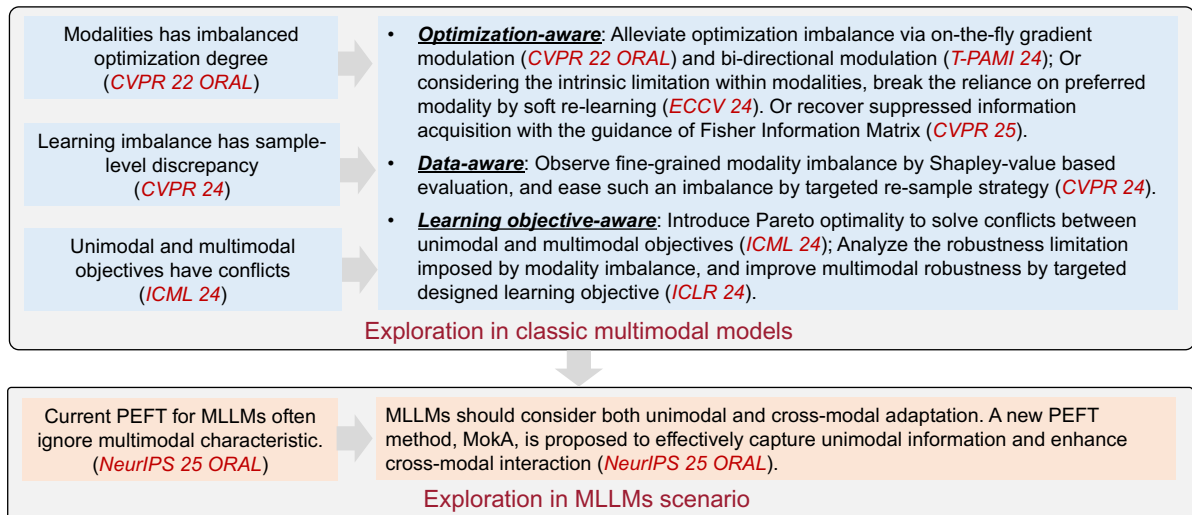 Modalities has imbalanced
optimization degree
(CVPR 22 ORAL)
Learning imbalance has sample-
level discrepancy
(CVPR 24)
Unimodal and multimodal
objectives have conflicts
(ICML 24)
• Optimization-aware: Alleviate optimization imbalance via on-the-fly gradient
modulation (CVPR 22 ORAL) and bi-directional modulation (T-PAMI 24); Or
considering the intrinsic limitation within modalities, break the reliance on preferred
modality by soft re-learning (ECCV 24). Or recover suppressed information
acquisition with the guidance of Fisher Information Matrix (CVPR 25).
• Data-aware: Observe fine-grained modality imbalance by Shapley-value based
evaluation, and ease such an imbalance by targeted re-sample strategy (CVPR 24).
• Learning objective-aware: Introduce Pareto optimality to solve conflicts between
unimodal and multimodal objectives (ICML 24); Analyze the robustness limitation
imposed by modality imbalance, and improve multimodal robustness by targeted
designed learning objective (ICLR 24).
Exploration in classic multimodal models
Current PEFT for MLLMs often
ignore multimodal characteristic.
(NeurIPS 25 ORAL)
MLLMs should consider both unimodal and cross-modal adaptation. A new PEFT
method, MokA, is proposed to effectively capture unimodal information and enhance
cross-modal interaction (NeurIPS 25 ORAL).
Exploration in MLLMs scenario